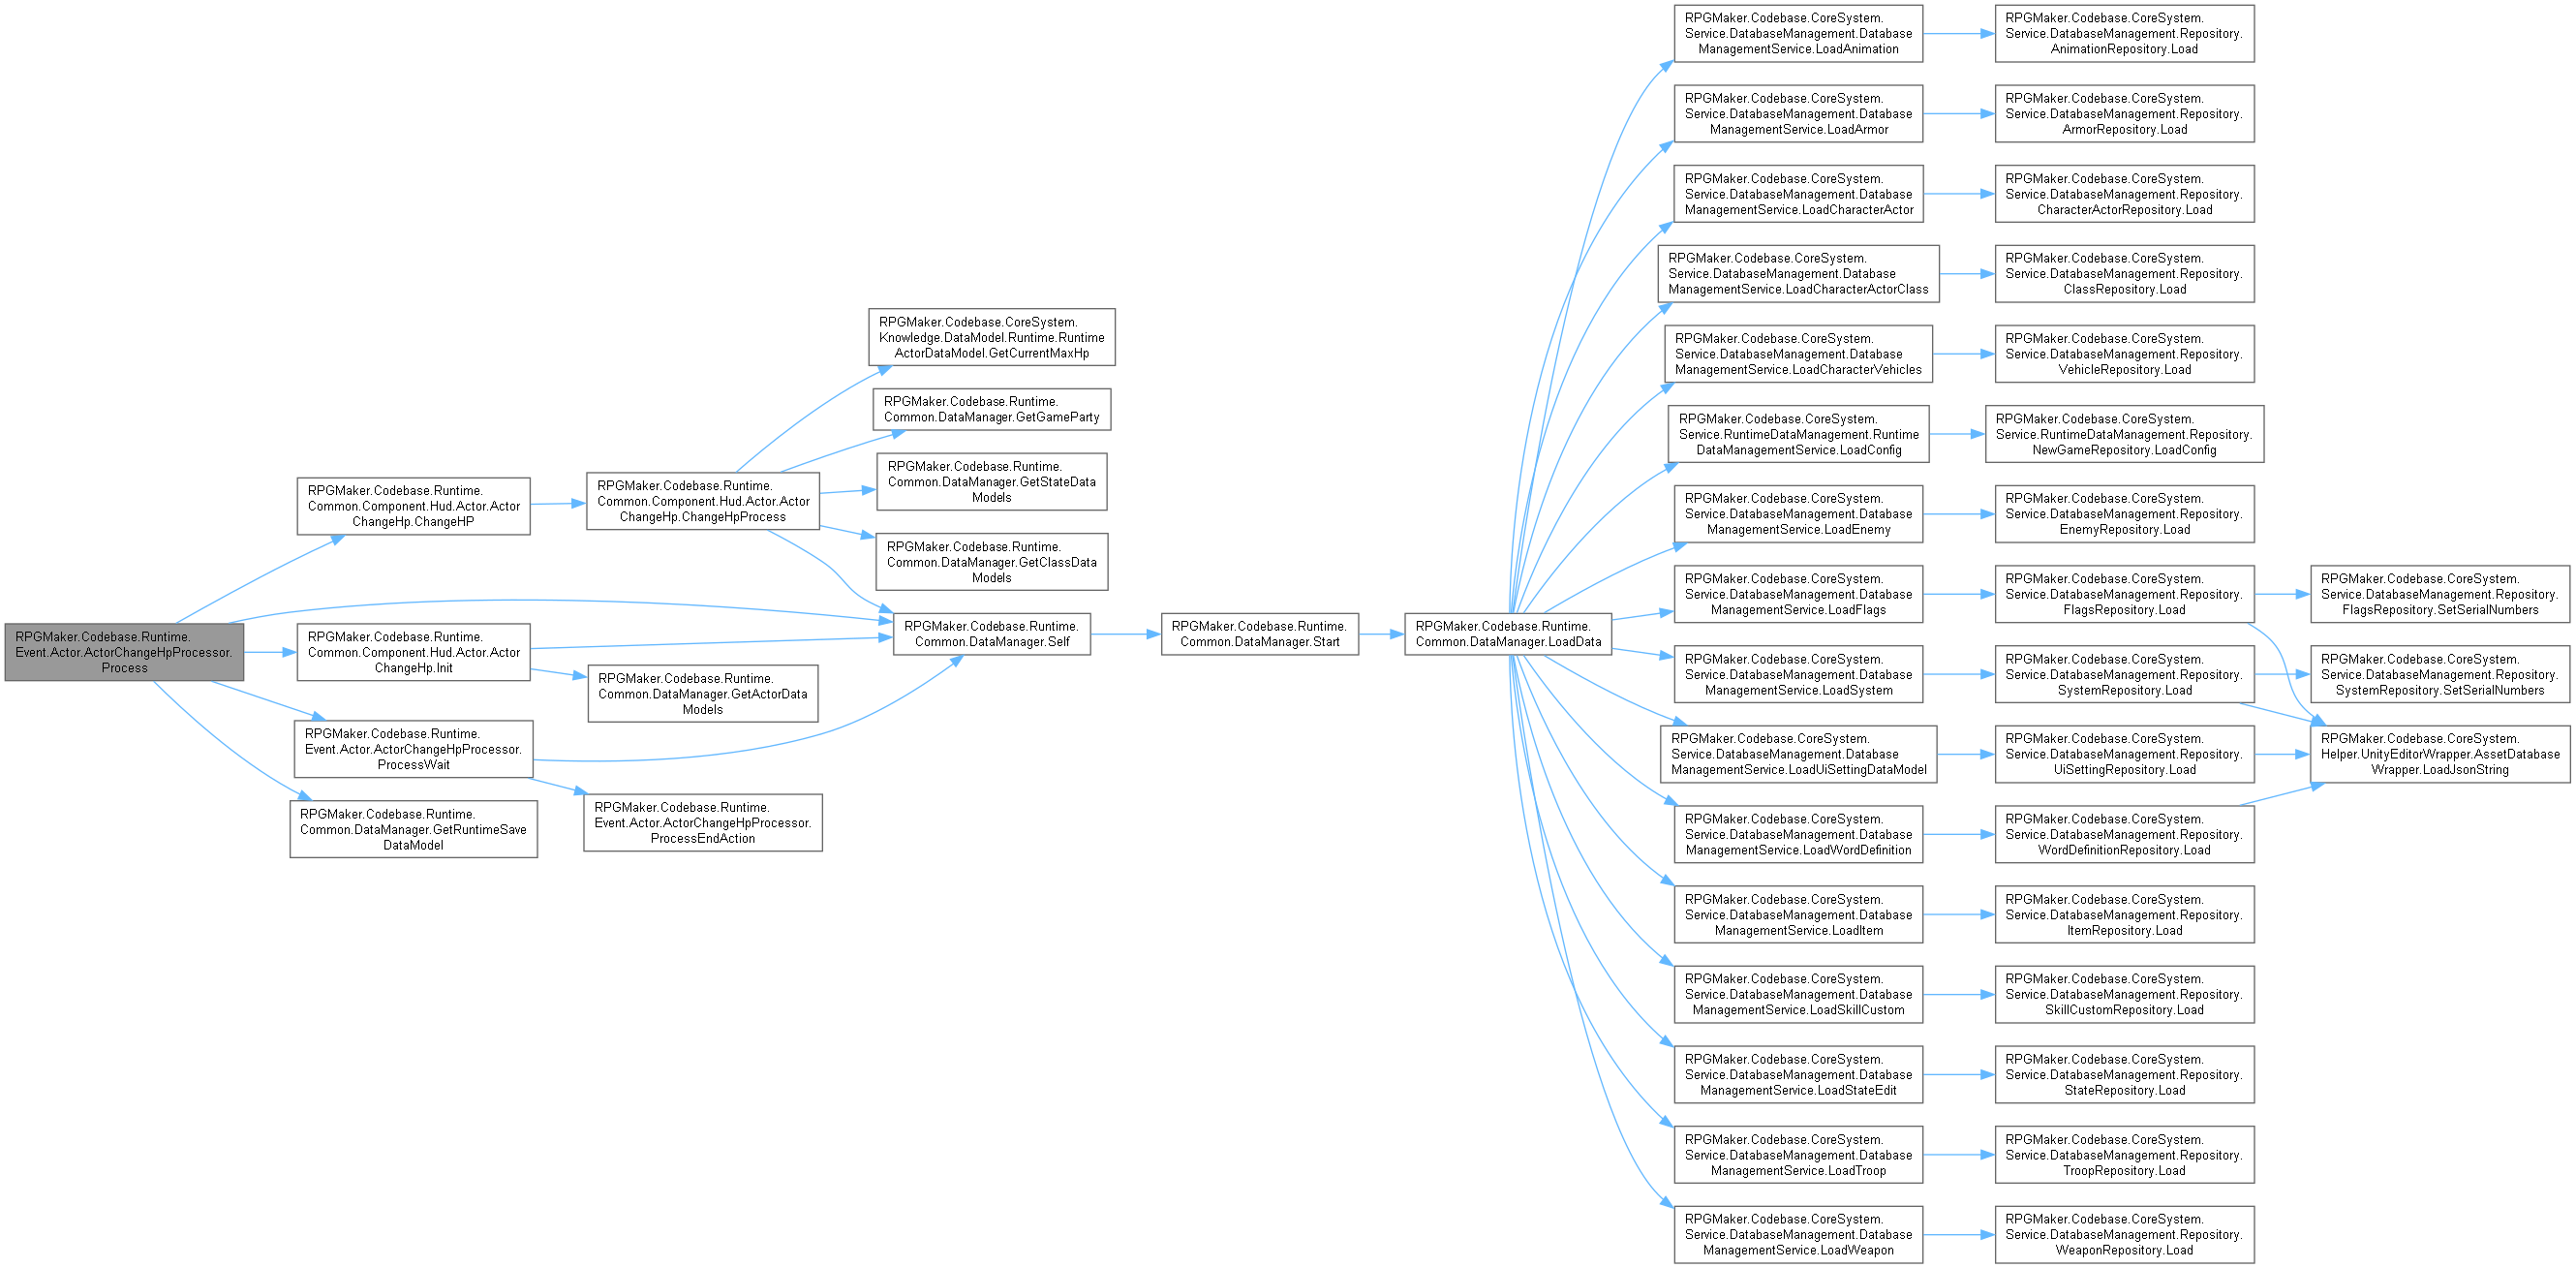 RPGMaker.Codebase.Runtime.
Event.Actor.ActorChangeHpProcessor.
Process
RPGMaker.Codebase.Runtime.
Common.Component.Hud.Actor.Actor
ChangeHp.ChangeHP
RPGMaker.Codebase.Runtime.
Common.Component.Hud.Actor.Actor
ChangeHp.Init
RPGMaker.Codebase.Runtime.
Event.Actor.ActorChangeHpProcessor.
ProcessWait
RPGMaker.Codebase.Runtime.
Common.DataManager.GetRuntimeSave
DataModel
RPGMaker.Codebase.Runtime.
Common.Component.Hud.Actor.Actor
ChangeHp.ChangeHpProcess
RPGMaker.Codebase.Runtime.
Common.DataManager.GetActorData
Models
RPGMaker.Codebase.Runtime.
Event.Actor.ActorChangeHpProcessor.
ProcessEndAction
RPGMaker.Codebase.CoreSystem.
Knowledge.DataModel.Runtime.Runtime
ActorDataModel.GetCurrentMaxHp
RPGMaker.Codebase.Runtime.
Common.DataManager.GetGameParty
RPGMaker.Codebase.Runtime.
Common.DataManager.GetStateData
Models
RPGMaker.Codebase.Runtime.
Common.DataManager.GetClassData
Models
RPGMaker.Codebase.Runtime.
Common.DataManager.Self
RPGMaker.Codebase.Runtime.
Common.DataManager.Start
RPGMaker.Codebase.Runtime.
Common.DataManager.LoadData
RPGMaker.Codebase.CoreSystem.
Service.DatabaseManagement.Database
ManagementService.LoadAnimation
RPGMaker.Codebase.CoreSystem.
Service.DatabaseManagement.Database
ManagementService.LoadArmor
RPGMaker.Codebase.CoreSystem.
Service.DatabaseManagement.Database
ManagementService.LoadCharacterActor
RPGMaker.Codebase.CoreSystem.
Service.DatabaseManagement.Database
ManagementService.LoadCharacterActorClass
RPGMaker.Codebase.CoreSystem.
Service.DatabaseManagement.Database
ManagementService.LoadCharacterVehicles
RPGMaker.Codebase.CoreSystem.
Service.RuntimeDataManagement.Runtime
DataManagementService.LoadConfig
RPGMaker.Codebase.CoreSystem.
Service.DatabaseManagement.Database
ManagementService.LoadEnemy
RPGMaker.Codebase.CoreSystem.
Service.DatabaseManagement.Database
ManagementService.LoadFlags
RPGMaker.Codebase.CoreSystem.
Service.DatabaseManagement.Database
ManagementService.LoadSystem
RPGMaker.Codebase.CoreSystem.
Service.DatabaseManagement.Database
ManagementService.LoadUiSettingDataModel
RPGMaker.Codebase.CoreSystem.
Service.DatabaseManagement.Database
ManagementService.LoadWordDefinition
RPGMaker.Codebase.CoreSystem.
Service.DatabaseManagement.Database
ManagementService.LoadItem
RPGMaker.Codebase.CoreSystem.
Service.DatabaseManagement.Database
ManagementService.LoadSkillCustom
RPGMaker.Codebase.CoreSystem.
Service.DatabaseManagement.Database
ManagementService.LoadStateEdit
RPGMaker.Codebase.CoreSystem.
Service.DatabaseManagement.Database
ManagementService.LoadTroop
RPGMaker.Codebase.CoreSystem.
Service.DatabaseManagement.Database
ManagementService.LoadWeapon
RPGMaker.Codebase.CoreSystem.
Service.DatabaseManagement.Repository.
AnimationRepository.Load
RPGMaker.Codebase.CoreSystem.
Service.DatabaseManagement.Repository.
ArmorRepository.Load
RPGMaker.Codebase.CoreSystem.
Service.DatabaseManagement.Repository.
CharacterActorRepository.Load
RPGMaker.Codebase.CoreSystem.
Service.DatabaseManagement.Repository.
ClassRepository.Load
RPGMaker.Codebase.CoreSystem.
Service.DatabaseManagement.Repository.
VehicleRepository.Load
RPGMaker.Codebase.CoreSystem.
Service.RuntimeDataManagement.Repository.
NewGameRepository.LoadConfig
RPGMaker.Codebase.CoreSystem.
Service.DatabaseManagement.Repository.
EnemyRepository.Load
RPGMaker.Codebase.CoreSystem.
Service.DatabaseManagement.Repository.
FlagsRepository.Load
RPGMaker.Codebase.CoreSystem.
Service.DatabaseManagement.Repository.
SystemRepository.Load
RPGMaker.Codebase.CoreSystem.
Service.DatabaseManagement.Repository.
UiSettingRepository.Load
RPGMaker.Codebase.CoreSystem.
Service.DatabaseManagement.Repository.
WordDefinitionRepository.Load
RPGMaker.Codebase.CoreSystem.
Service.DatabaseManagement.Repository.
ItemRepository.Load
RPGMaker.Codebase.CoreSystem.
Service.DatabaseManagement.Repository.
SkillCustomRepository.Load
RPGMaker.Codebase.CoreSystem.
Service.DatabaseManagement.Repository.
StateRepository.Load
RPGMaker.Codebase.CoreSystem.
Service.DatabaseManagement.Repository.
TroopRepository.Load
RPGMaker.Codebase.CoreSystem.
Service.DatabaseManagement.Repository.
WeaponRepository.Load
RPGMaker.Codebase.CoreSystem.
Service.DatabaseManagement.Repository.
FlagsRepository.SetSerialNumbers
RPGMaker.Codebase.CoreSystem.
Service.DatabaseManagement.Repository.
SystemRepository.SetSerialNumbers
RPGMaker.Codebase.CoreSystem.
Helper.UnityEditorWrapper.AssetDatabase
Wrapper.LoadJsonString